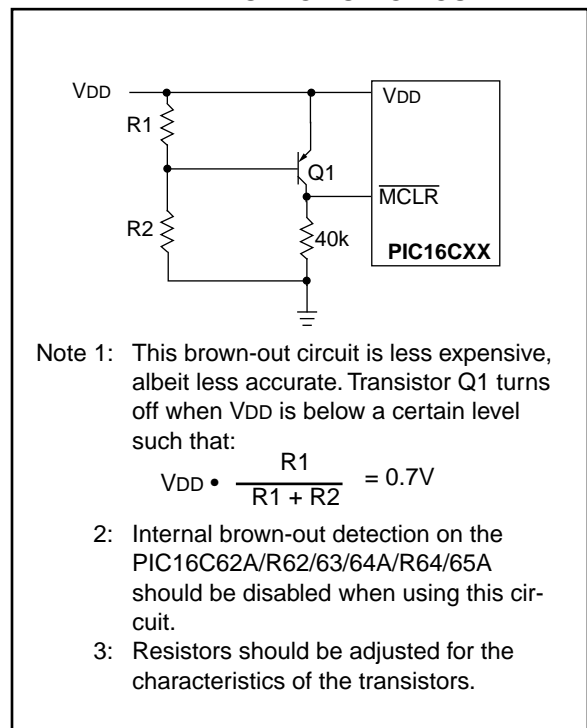 VDD
VDD
R1
Q1
MCLR
R2
40k
PIC16CXX
Note 1: This brown-out circuit is less expensive,
albeit less accurate. Transistor Q1 turns
off when VDD is below a certain level
such that:
VDD • R1 / R1 + R2 = 0.7V
2: Internal brown-out detection on the
PIC16C62A/R62/63/64A/R64/65A
should be disabled when using this cir-
cuit.
3: Resistors should be adjusted for the
characteristics of the transistors.